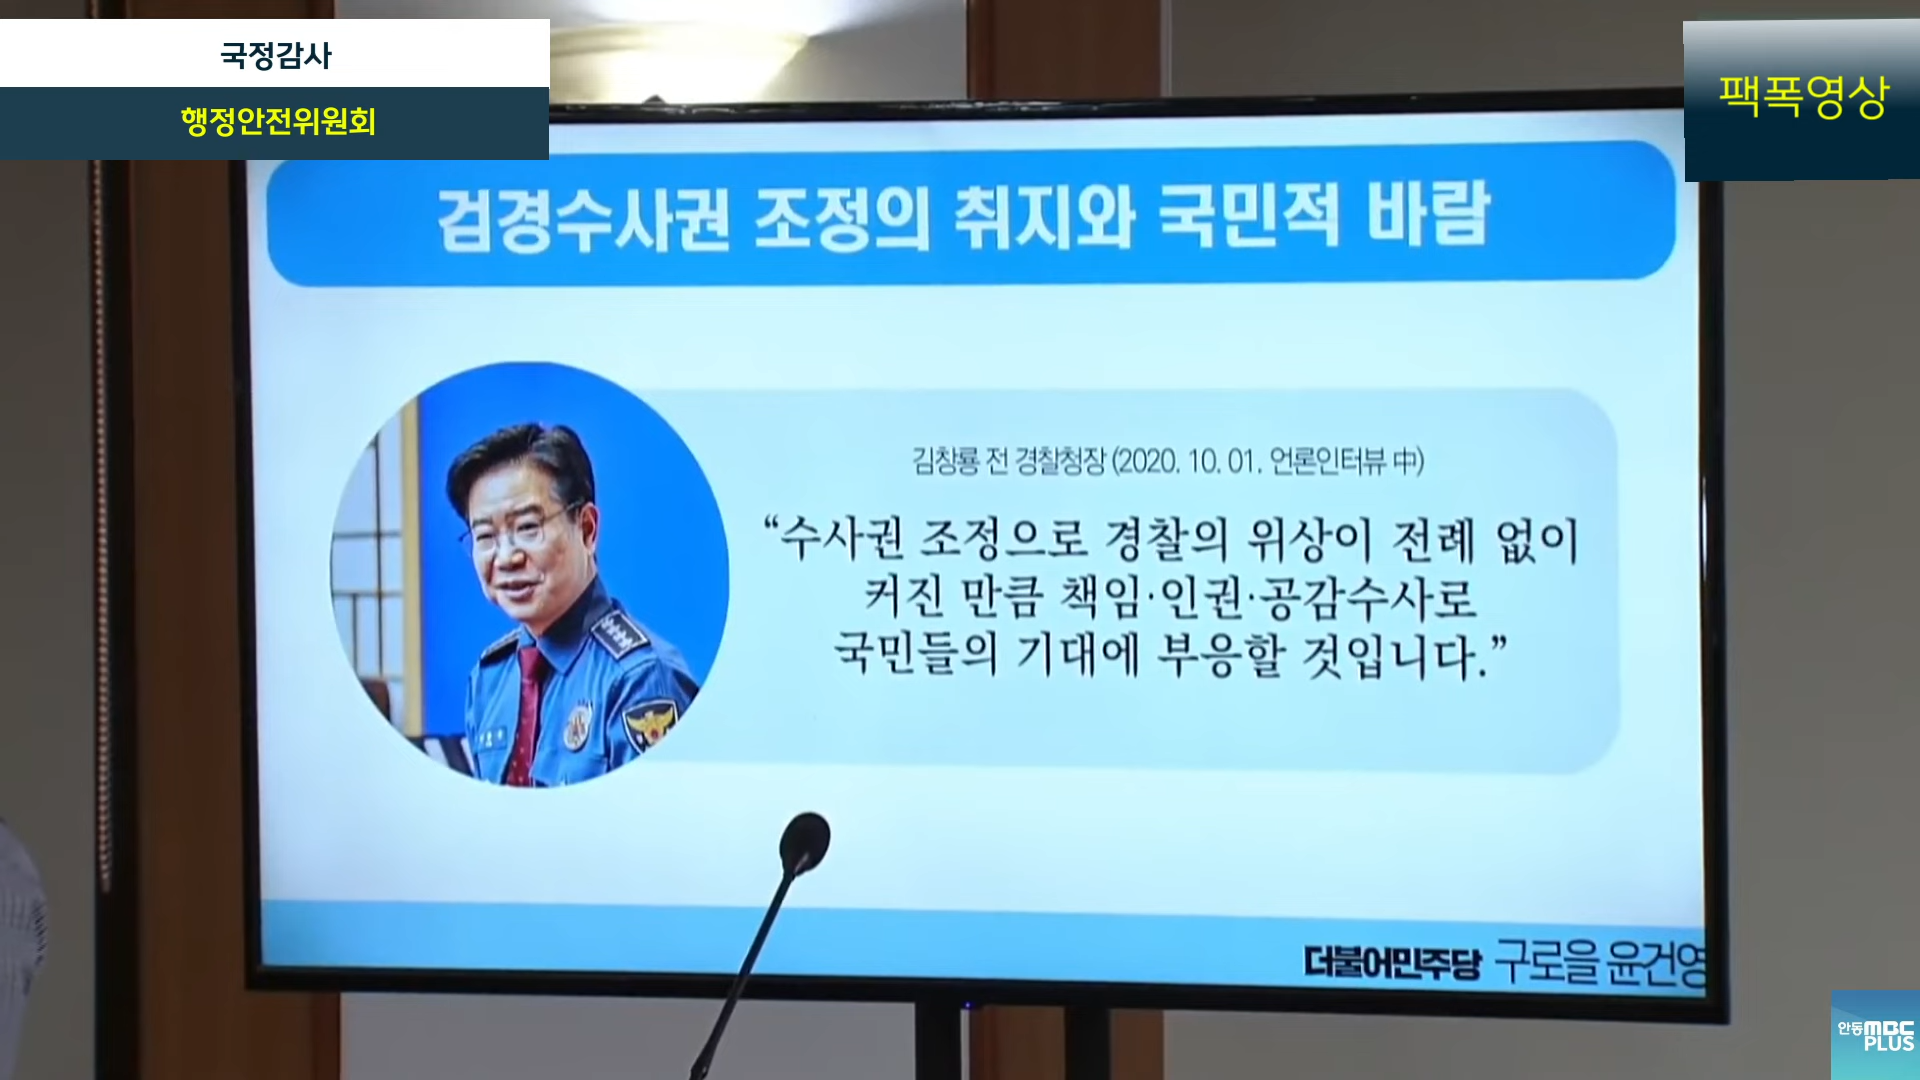 국정감사
행정안전위원회
팩폭영상
검경수사권 조정의 취지와 국민적 바람
김창룡 전 경찰청장 (2020. 10. 01. 언론인터뷰 中)
“수사권 조정으로 경찰의 위상이 전례 없이
커진 만큼 책임·인권·공감수사로
국민들의 기대에 부응할 것입니다.”
더불어민주당 구로을 윤건영
안동MBC
PLUS